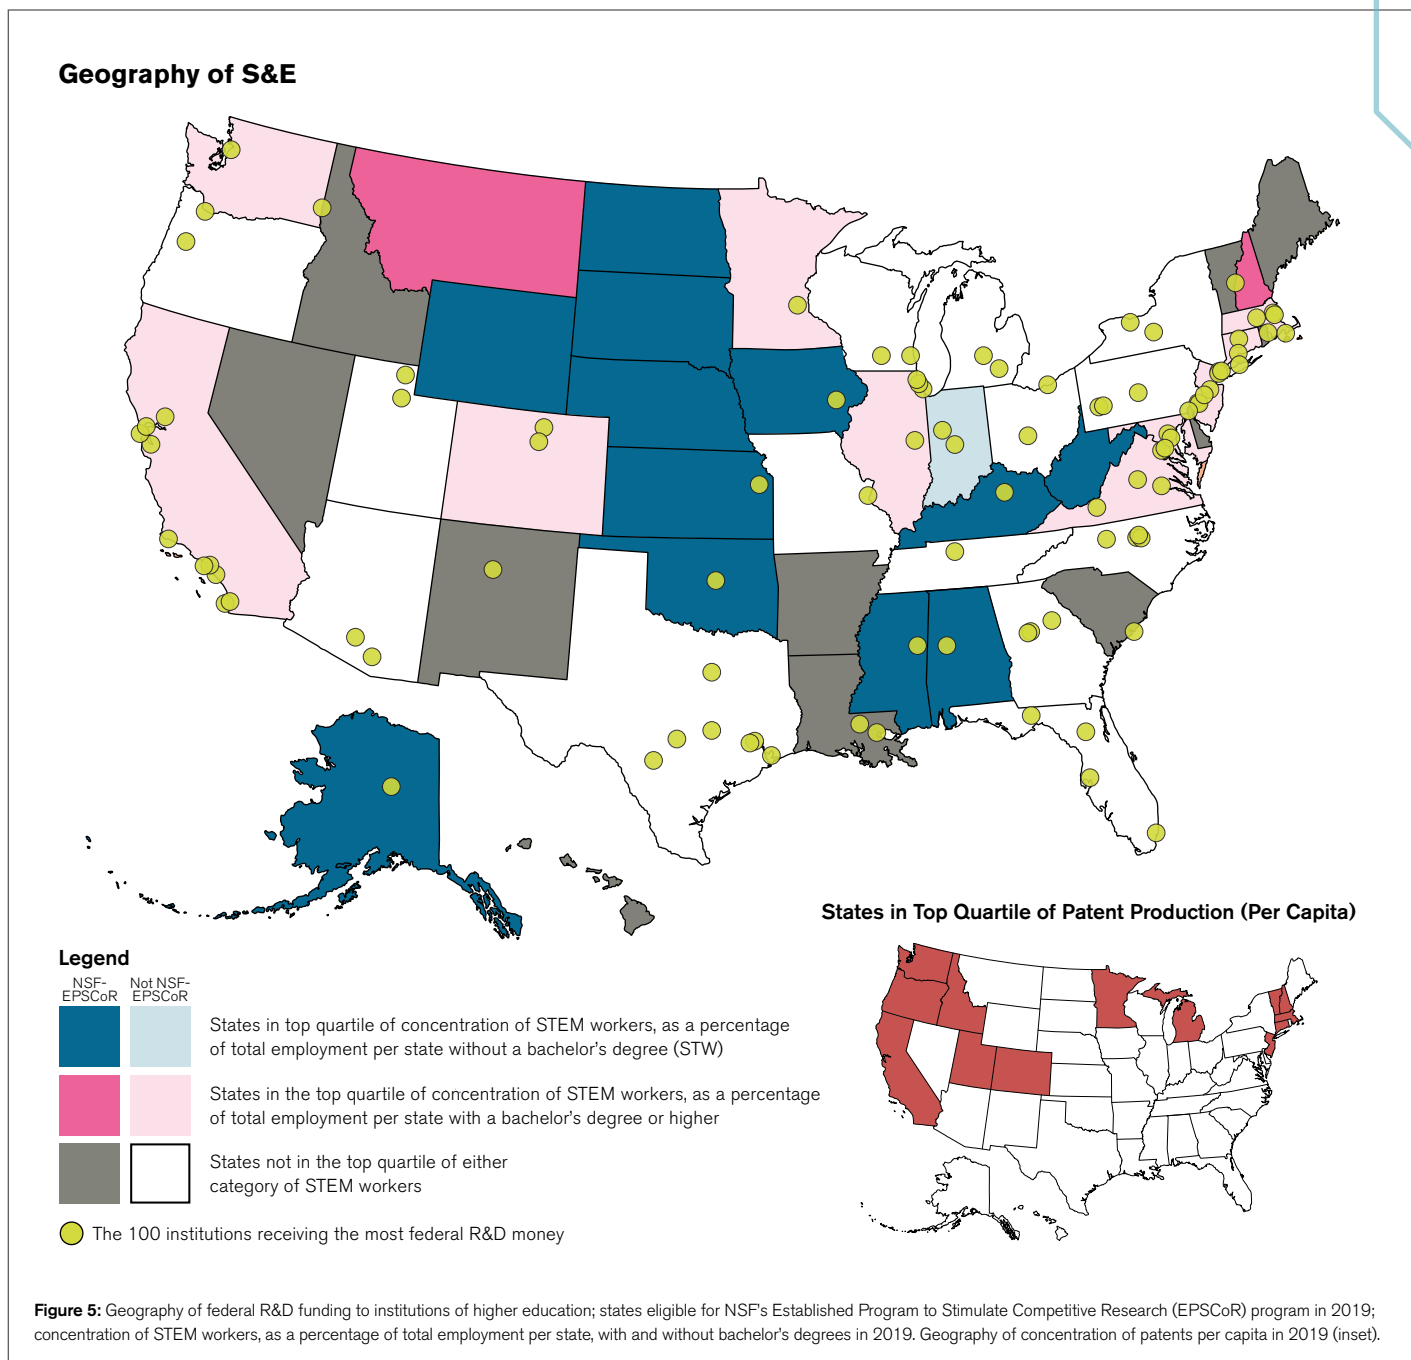 Geography of S&E
States in Top Quartile of Patent Production (Per Capita)
Legend
NSF-
EPSCoR
Not NSF-
EPSCoR
States in top quartile of concentration of STEM workers, as a percentage
of total employment per state without a bachelor's degree (STW)
States in the top quartile of concentration of STEM workers, as a percentage
of total employment per state with a bachelor's degree or higher
States not in the top quartile of either
category of STEM workers
The 100 institutions receiving the most federal R&D money
Figure 5: Geography of federal R&D funding to institutions of higher education; states eligible for NSF's Established Program to Stimulate Competitive Research (EPSCoR) program in 2019;
concentration of STEM workers, as a percentage of total employment per state, with and without bachelor's degrees in 2019. Geography of concentration of patents per capita in 2019 (inset).